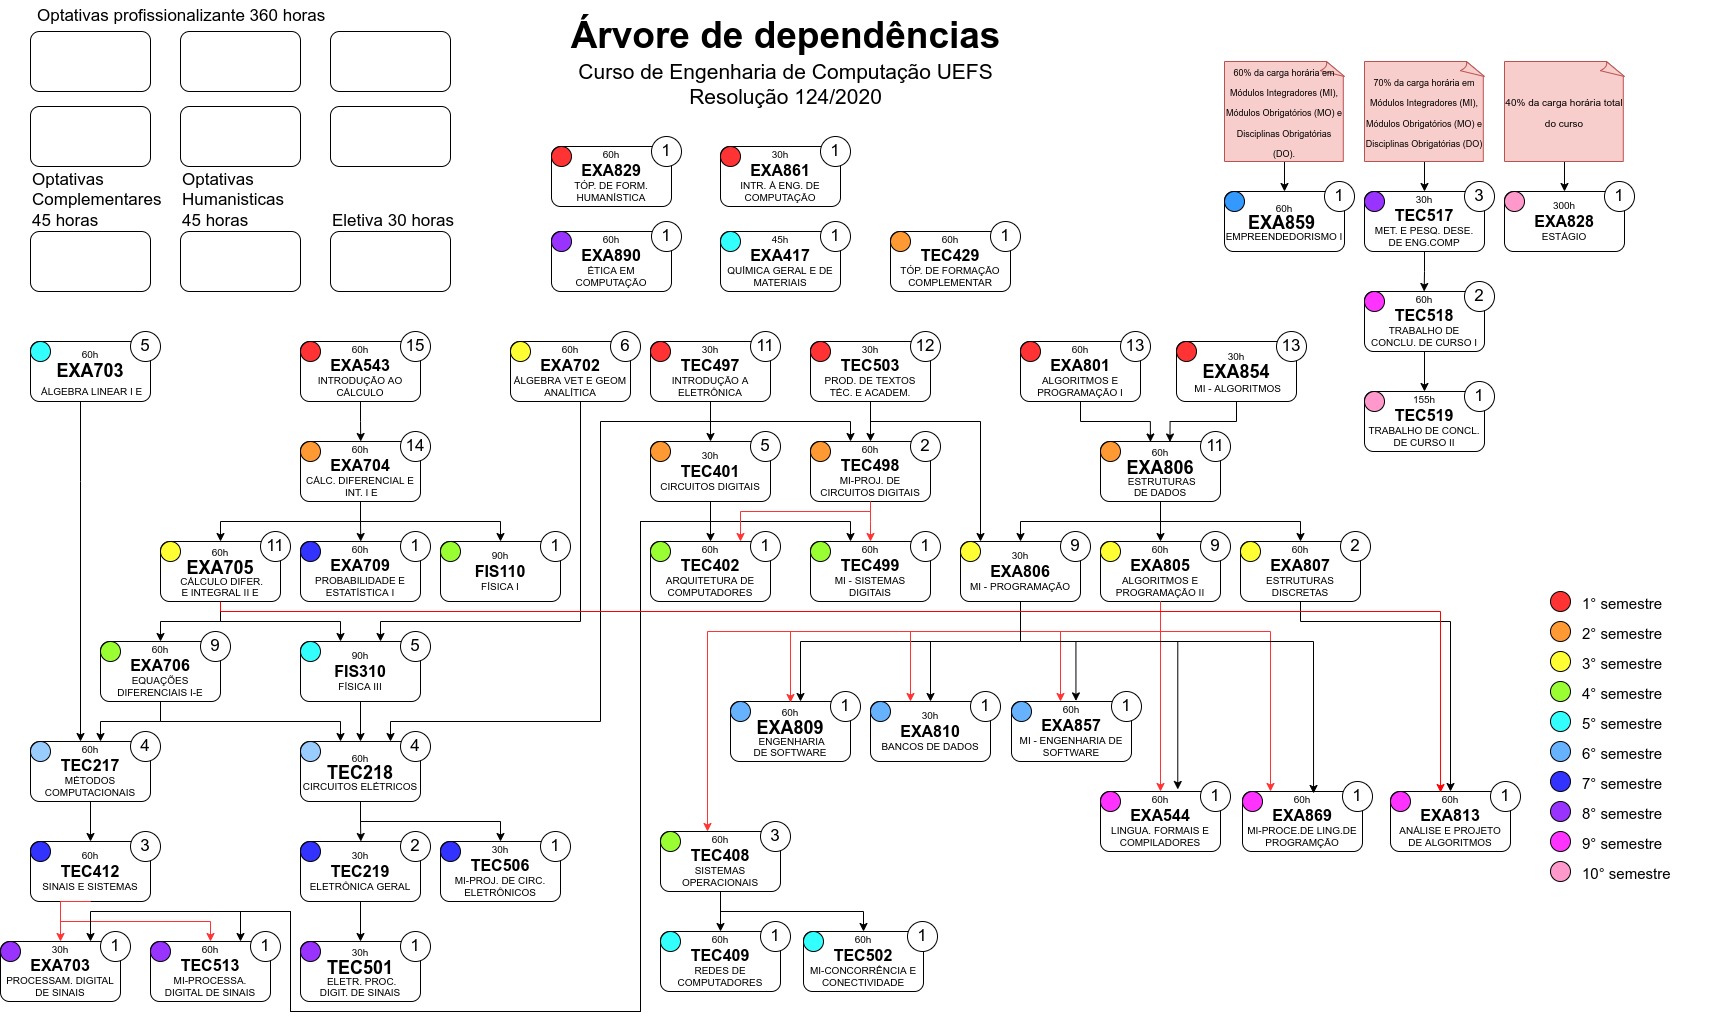 Optativas profissionalizante 360 horas
Árvore de dependências
Curso de Engenharia de Computação UEFS
Resolução 124/2020
60% da carga horária em
Módulos Integradores (MI),
Módulos Obrigatórios (MO) e
Disciplinas Obrigatórias
(DO).
70% da carga horária em
Módulos Integradores (MI),
Módulos Obrigatórios (MO) e
Disciplinas Obrigatórias (DO)
40% da carga horária total
do curso
Optativas
Complementares
45 horas
Optativas
Humanisticas
45 horas
Eletiva 30 horas
60h
1
EXA829
TÓP. DE FORM.
HUMANÍSTICA
30h
1
EXA861
INTR. À ENG. DE
COMPUTAÇÃO
60h
1
EXA890
ÉTICA EM
COMPUTAÇÃO
45h
1
EXA417
QUÍMICA GERAL E DE
MATERIAIS
60h
1
TEC429
TÓP. DE FORMAÇÃO
COMPLEMENTAR
60h
1
EXA859
EMPREENDEDORISMO I
30h
3
TEC517
MET. E PESQ. DESE.
DE ENG.COMP
300h
1
EXA828
ESTÁGIO
60h
2
TEC518
TRABALHO DE
CONCLU. DE CURSO I
155h
1
TEC519
TRABALHO DE CONCL.
DE CURSO II
60h
5
EXA703
ÁLGEBRA LINEAR I E
60h
15
EXA543
INTRODUÇÃO AO
CÁLCULO
60h
6
EXA702
ÁLGEBRA VET E GEOM
ANALÍTICA
30h
11
TEC497
INTRODUÇÃO A
ELETRÔNICA
30h
12
TEC503
PROD. DE TEXTOS
TÉC. E ACADEM.
60h
13
EXA801
ALGORITMOS E
PROGRAMAÇÃO I
30h
13
EXA854
MI - ALGORITMOS
60h
14
EXA704
CÁLC. DIFERENCIAL E
INT. I E
30h
5
TEC401
CIRCUITOS DIGITAIS
60h
2
TEC498
MI-PROJ. DE
CIRCUITOS DIGITAIS
60h
11
EXA806
ESTRUTURAS
DE DADOS
60h
11
EXA705
CÁLCULO DIFER.
E INTEGRAL II E
60h
1
EXA709
PROBABILIDADE E
ESTATÍSTICA I
90h
1
FIS110
FÍSICA I
60h
1
TEC402
ARQUITETURA DE
COMPUTADORES
60h
1
TEC499
MI - SISTEMAS
DIGITAIS
30h
9
EXA806
MI - PROGRAMAÇÃO
60h
9
EXA805
ALGORITMOS E
PROGRAMAÇÃO II
60h
2
EXA807
ESTRUTURAS
DISCRETAS
60h
9
EXA706
EQUAÇÕES
DIFERENCIAIS I-E
90h
5
FIS310
FÍSICA III
60h
1
EXA809
ENGENHARIA
DE SOFTWARE
30h
1
EXA810
BANCOS DE DADOS
60h
1
EXA857
MI - ENGENHARIA DE
SOFTWARE
60h
4
TEC217
MÉTODOS
COMPUTACIONAIS
60h
4
TEC218
CIRCUITOS ELÉTRICOS
60h
1
EXA544
LINGUA. FORMAIS E
COMPILADORES
60h
1
EXA869
MI-PROCE.DE LING.DE
PROGRAMÇÃO
60h
1
EXA813
ANÁLISE E PROJETO
DE ALGORITMOS
60h
3
TEC412
SINAIS E SISTEMAS
30h
2
TEC219
ELETRÔNICA GERAL
30h
1
TEC506
MI-PROJ. DE CIRC.
ELETRÔNICOS
60h
3
TEC408
SISTEMAS
OPERACIONAIS
30h
1
EXA703
PROCESSAM. DIGITAL
DE SINAIS
60h
1
TEC513
MI-PROCESSA.
DIGITAL DE SINAIS
30h
1
TEC501
ELETR. PROC.
DIGIT. DE SINAIS
60h
1
TEC409
REDES DE
COMPUTADORES
60h
1
TEC502
MI-CONCORRÊNCIA E
CONECTIVIDADE
1° semestre
2° semestre
3° semestre
4° semestre
5° semestre
6° semestre
7° semestre
8° semestre
9° semestre
10° semestre